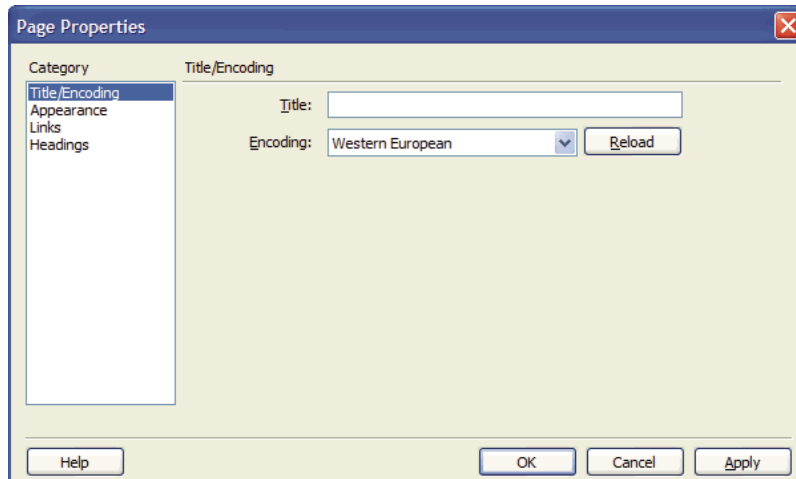 Page Properties
Category
Title/Encoding
Title/Encoding
Appearance
Links
Headings
Title:
Encoding: Western European Reload
Help OK Cancel Apply